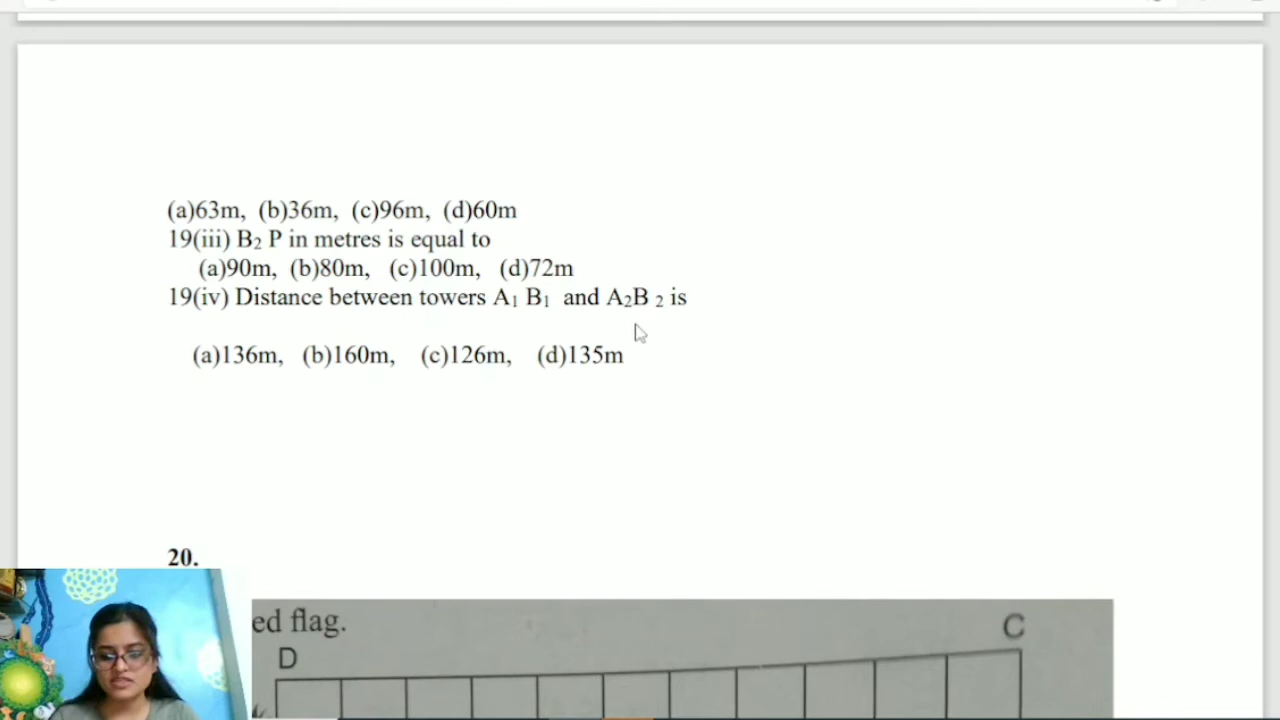 (a)63m, (b)36m, (c)96m, (d)60m
19(iii) B₂ P in metres is equal to
(a)90m, (b)80m, (c)100m, (d)72m
19(iv) Distance between towers A₁ B₁ and A₂B ₂ is
(a)136m, (b)160m, (c)126m, (d)135m
20.
ed flag.
C
D